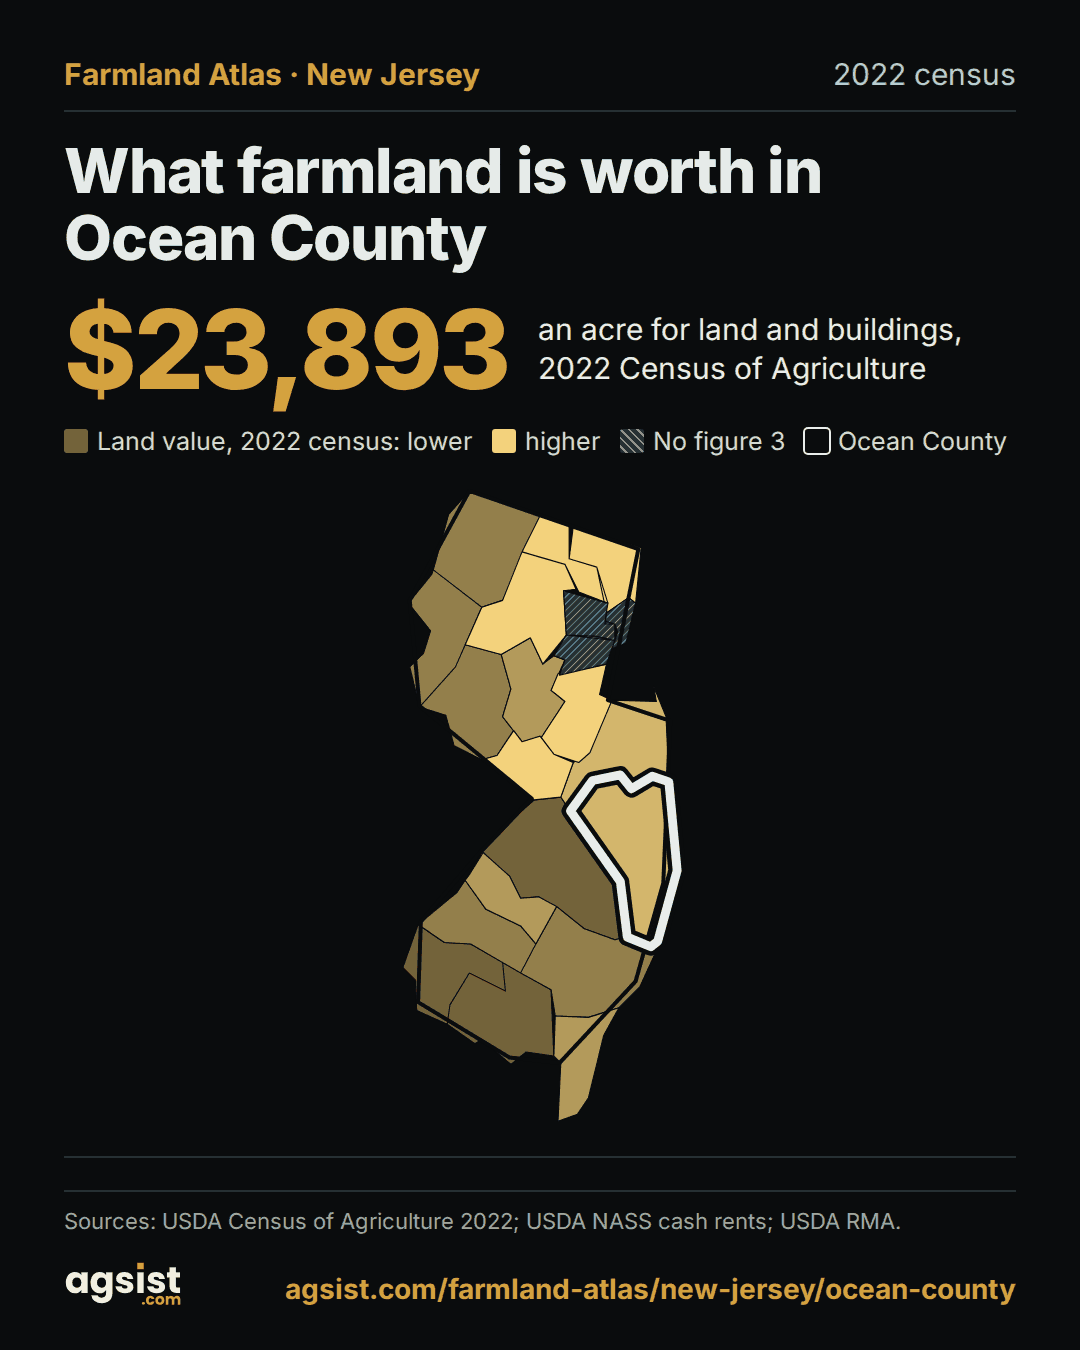 Farmland Atlas · New Jersey
2022 census
What farmland is worth in
Ocean County
$23,893
an acre for land and buildings,
2022 Census of Agriculture
Land value, 2022 census: lower
higher
No figure 3
Ocean County
Sources: USDA Census of Agriculture 2022; USDA NASS cash rents; USDA RMA.
agsist
.com
agsist.com/farmland-atlas/new-jersey/ocean-county